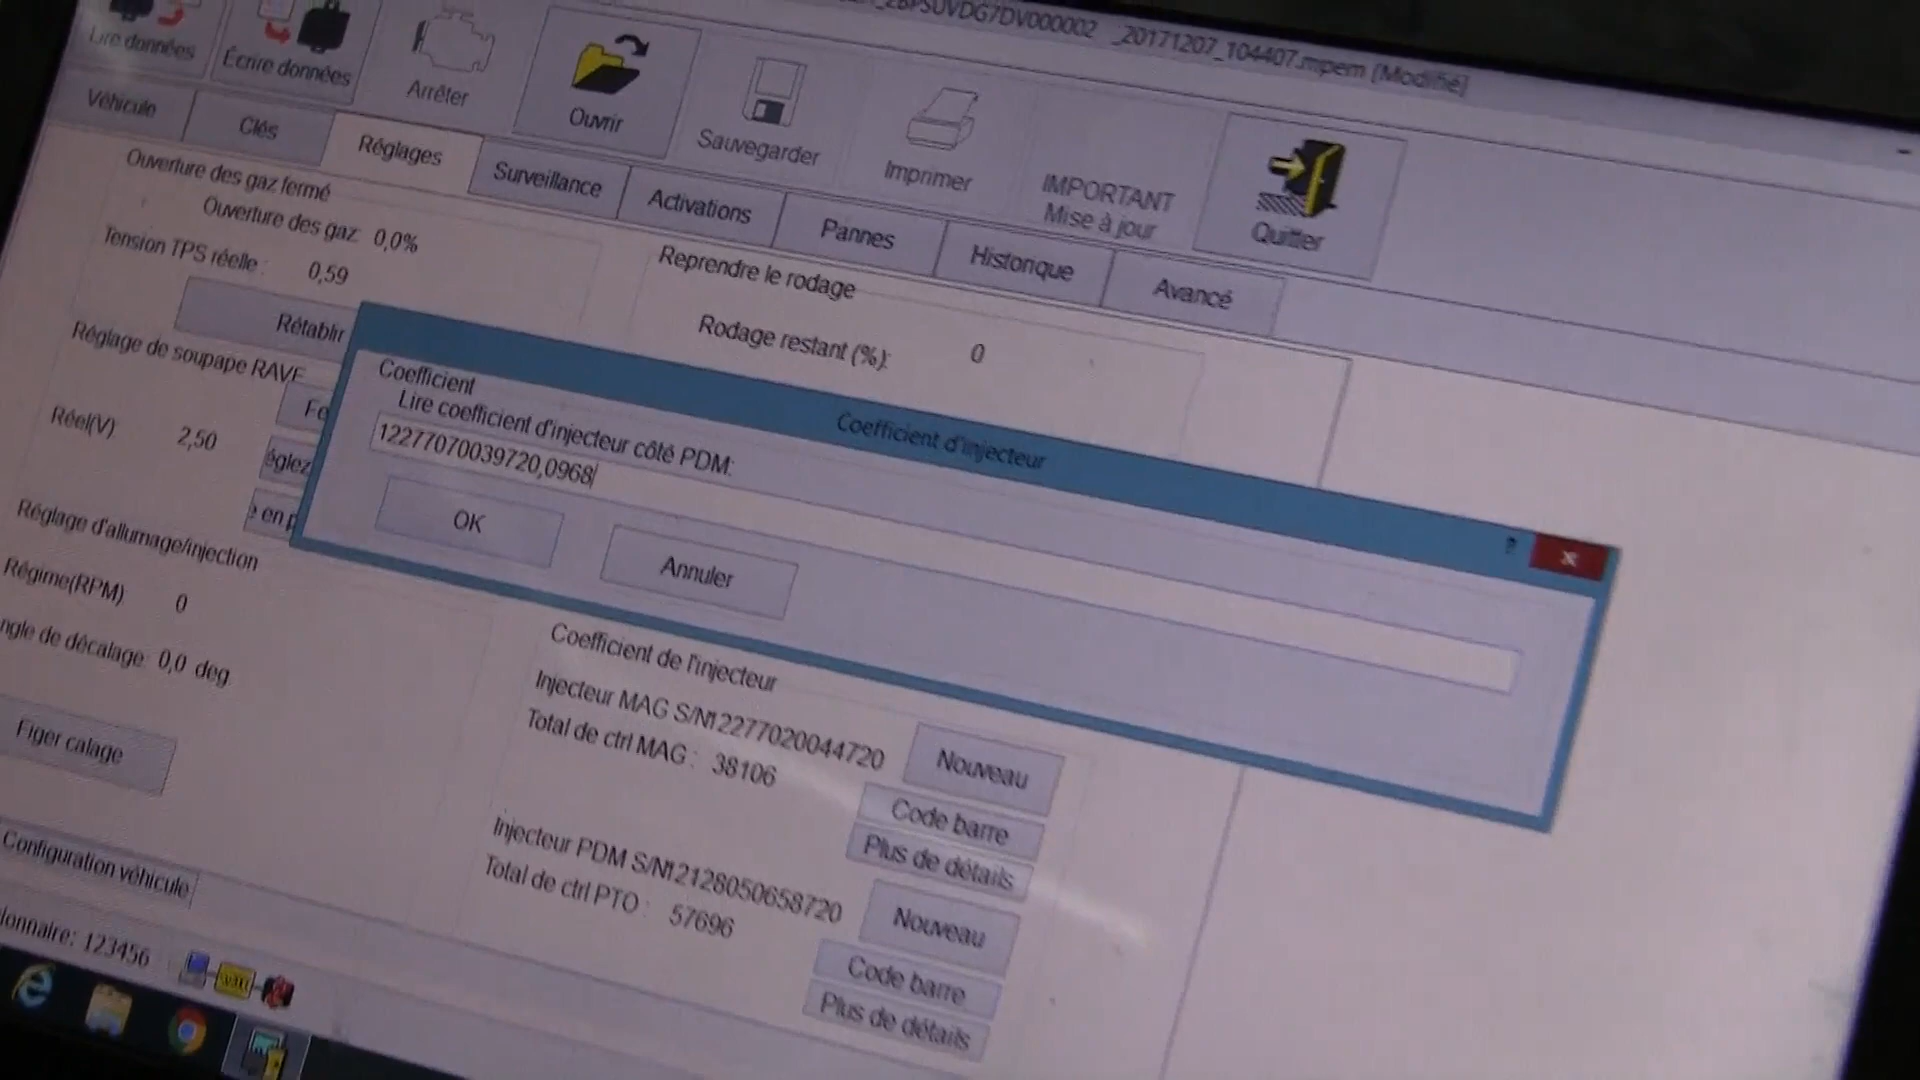 _20171207_104407.mpem [Modifié]
Lire données
Écrire données
Arrêter
Ouvrir
Sauvegarder
Imprimer
IMPORTANT
Mise à jour
Quitter
Véhicule
Clés
Réglages
Surveillance
Activations
Pannes
Historique
Avancé
Ouverture des gaz fermé
Ouverture des gaz: 0,0%
Tension TPS réelle : 0,59
Rétablir
Reprendre le rodage
Rodage restant (%): 0
Réglage de soupape RAVE
Réel(V) 2,50
Fe
églez
e en p
Coefficient d'injecteur
?
x
Coefficient
Lire coefficient d'injecteur côté PDM:
12277070039720,0968
OK
Annuler
Réglage d'allumage/injection
Régime(RPM) 0
ngle de décalage: 0,0 deg
Figer calage
Coefficient de l'injecteur
Injecteur MAG S/N12277020044720
Nouveau
Total de ctrl MAG : 38106
Code barre
Plus de détails
Injecteur PDM S/N12128050658720
Nouveau
Total de ctrl PTO : 57696
Code barre
Plus de détails
Configuration véhicule
ionnaire: 123456